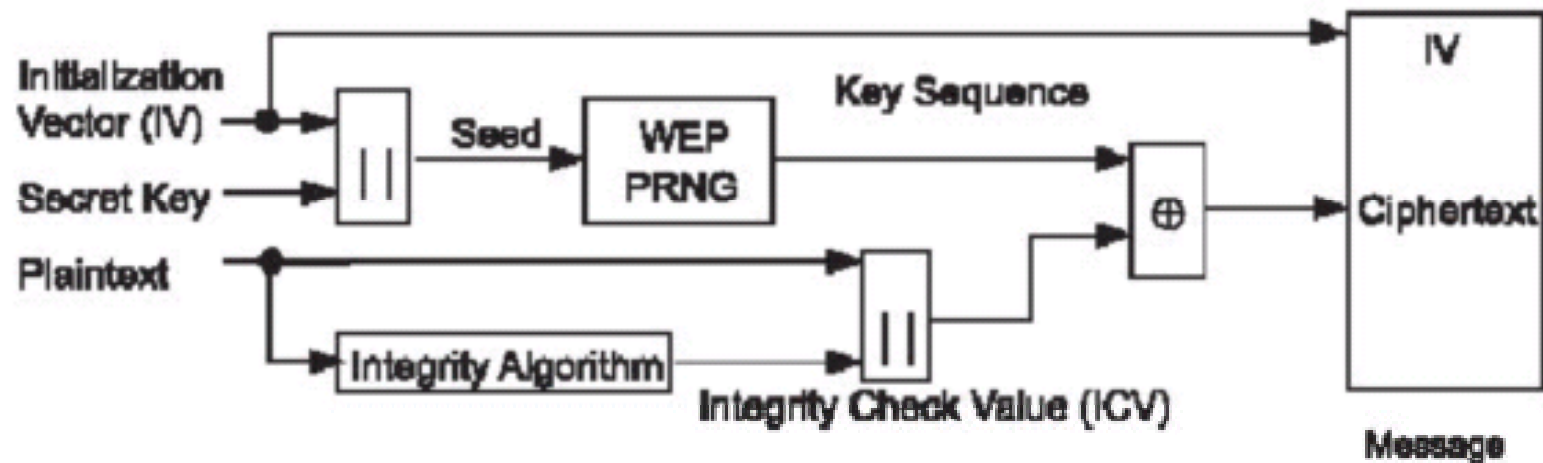 Initialization
Vector (IV)
Secret Key
Plaintext
||
Seed
WEP
PRNG
Key Sequence
||
Integrity Algorithm
Integrity Check Value (ICV)
⊕
IV
Ciphertext
Message